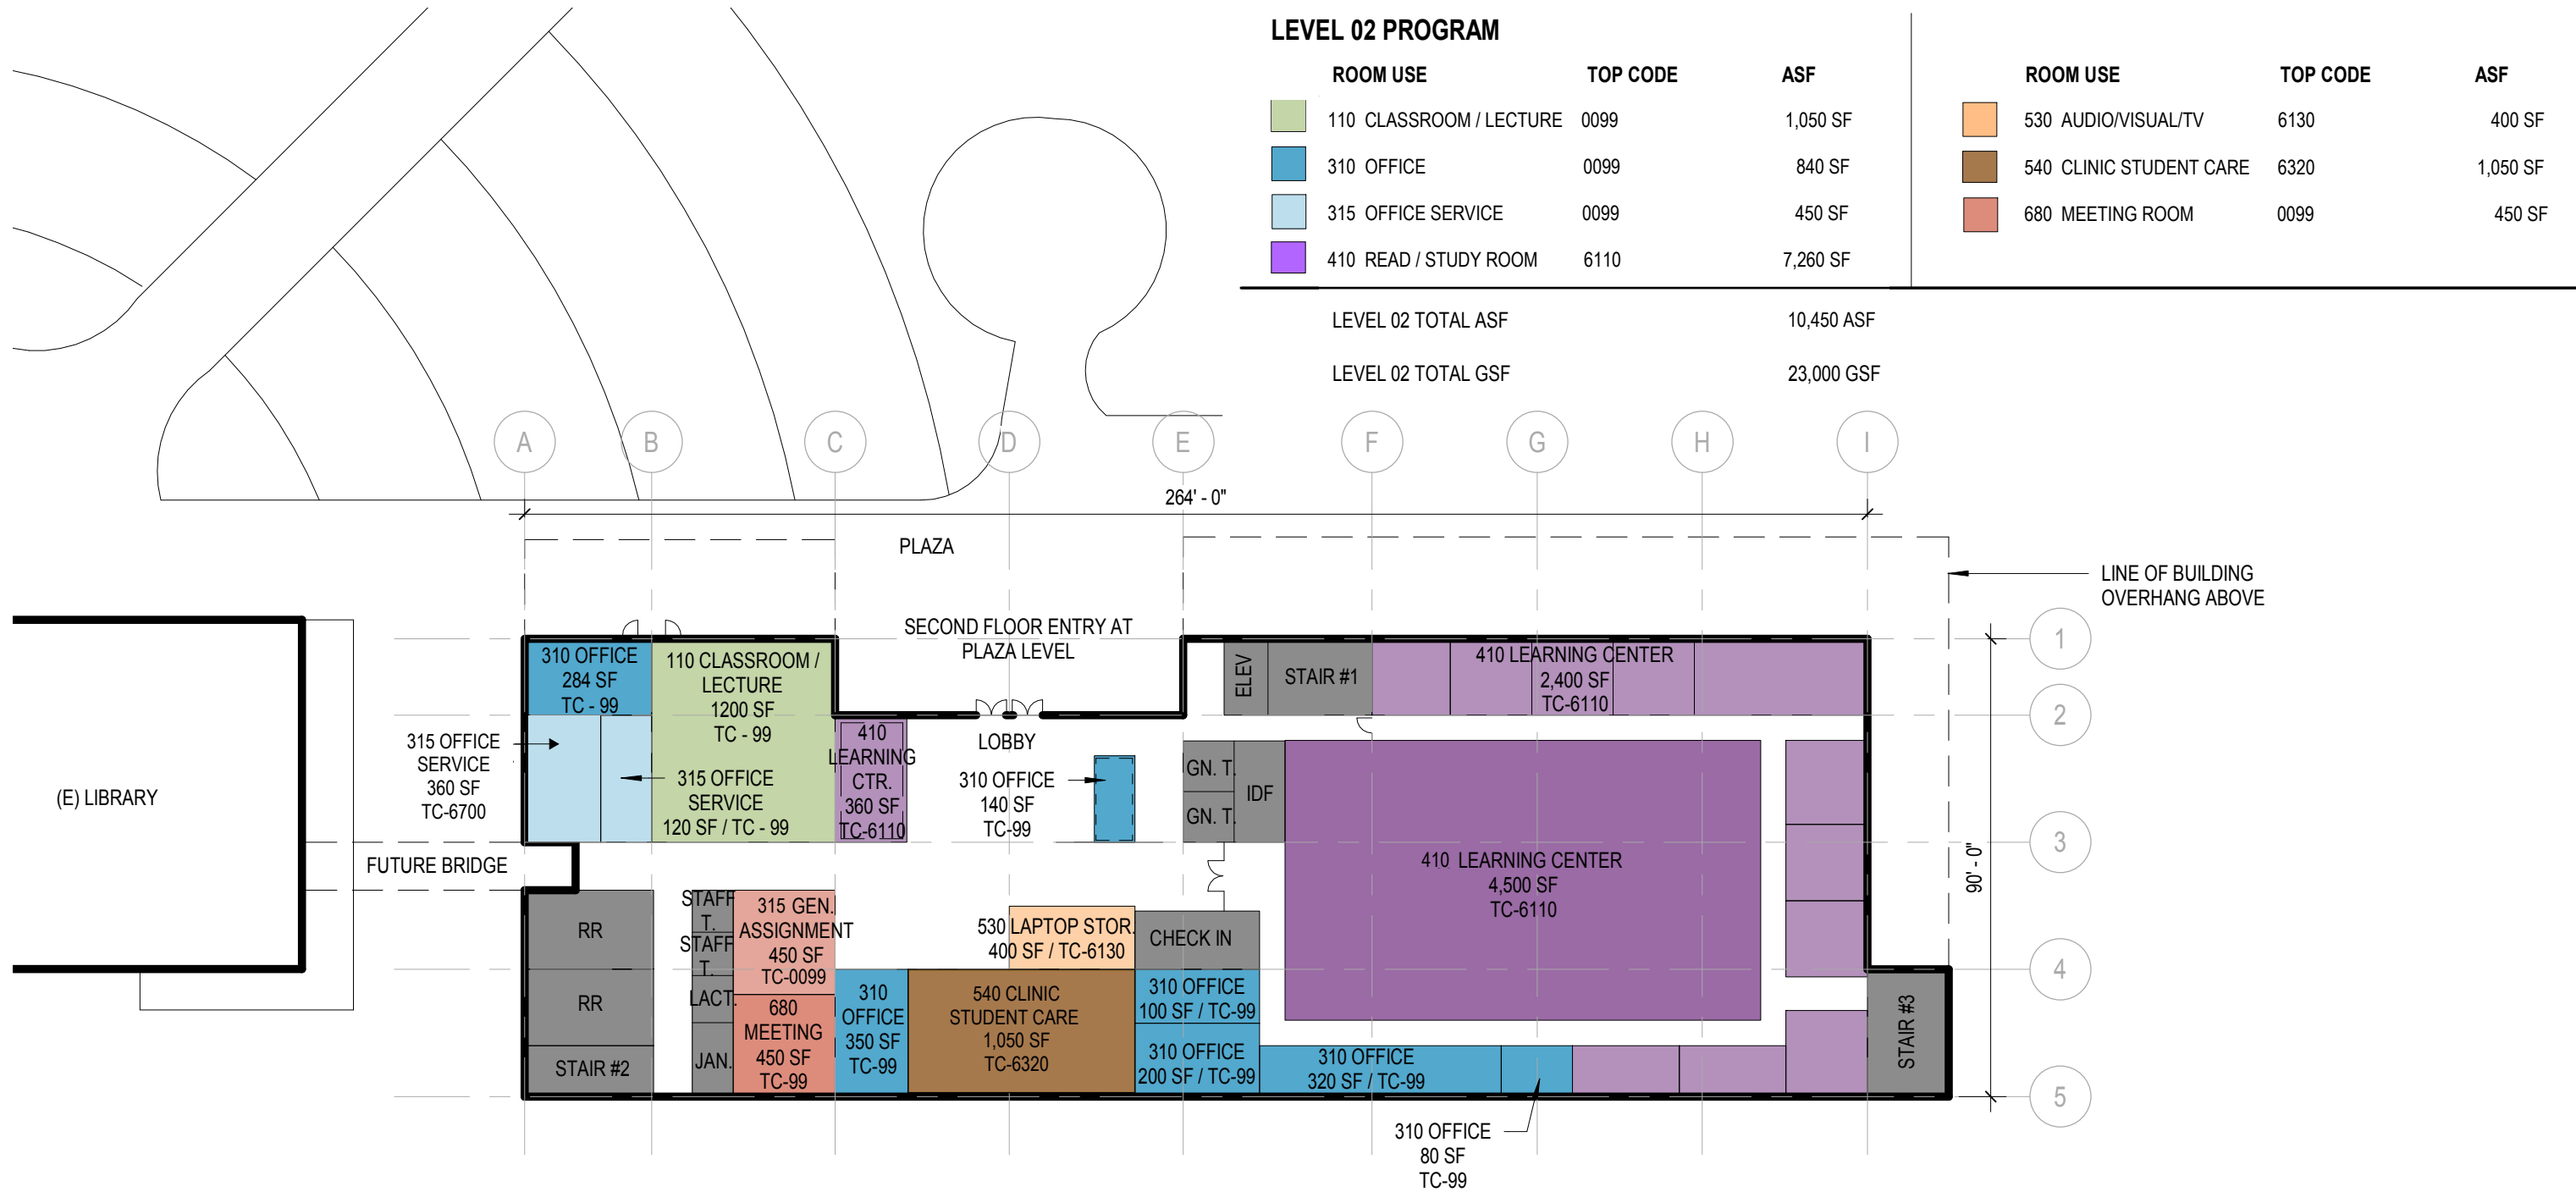 LEVEL 02 PROGRAM
ROOM USE TOP CODE ASF
110 CLASSROOM / LECTURE 0099 1,050 SF
310 OFFICE 0099 840 SF
315 OFFICE SERVICE 0099 450 SF
410 READ / STUDY ROOM 6110 7,260 SF
ROOM USE TOP CODE ASF
530 AUDIO/VISUAL/TV 6130 400 SF
540 CLINIC STUDENT CARE 6320 1,050 SF
680 MEETING ROOM 0099 450 SF
LEVEL 02 TOTAL ASF 10,450 ASF
LEVEL 02 TOTAL GSF 23,000 GSF
A B C D E F G H I
264' - 0"
PLAZA
LINE OF BUILDING
OVERHANG ABOVE
SECOND FLOOR ENTRY AT
PLAZA LEVEL
1
2
3
4
5
90' - 0"
310 OFFICE
284 SF
TC - 99
110 CLASSROOM /
LECTURE
1200 SF
TC - 99
315 OFFICE
SERVICE
360 SF
TC-6700
315 OFFICE
SERVICE
120 SF / TC - 99
410
LEARNING
CTR.
360 SF
TC-6110
LOBBY
310 OFFICE
140 SF
TC-99
ELEV
STAIR #1
410 LEARNING CENTER
2,400 SF
TC-6110
GN. T.
GN. T.
IDF
(E) LIBRARY
FUTURE BRIDGE
410 LEARNING CENTER
4,500 SF
TC-6110
RR
RR
STAIR #2
STAFF
T.
STAFF
T.
LACT.
JAN.
315 GEN.
ASSIGNMENT
450 SF
TC-0099
680
MEETING
450 SF
TC-99
310
OFFICE
350 SF
TC-99
530 LAPTOP STOR.
400 SF / TC-6130
CHECK IN
540 CLINIC
STUDENT CARE
1,050 SF
TC-6320
310 OFFICE
100 SF / TC-99
310 OFFICE
200 SF / TC-99
310 OFFICE
320 SF / TC-99
STAIR #3
310 OFFICE
80 SF
TC-99